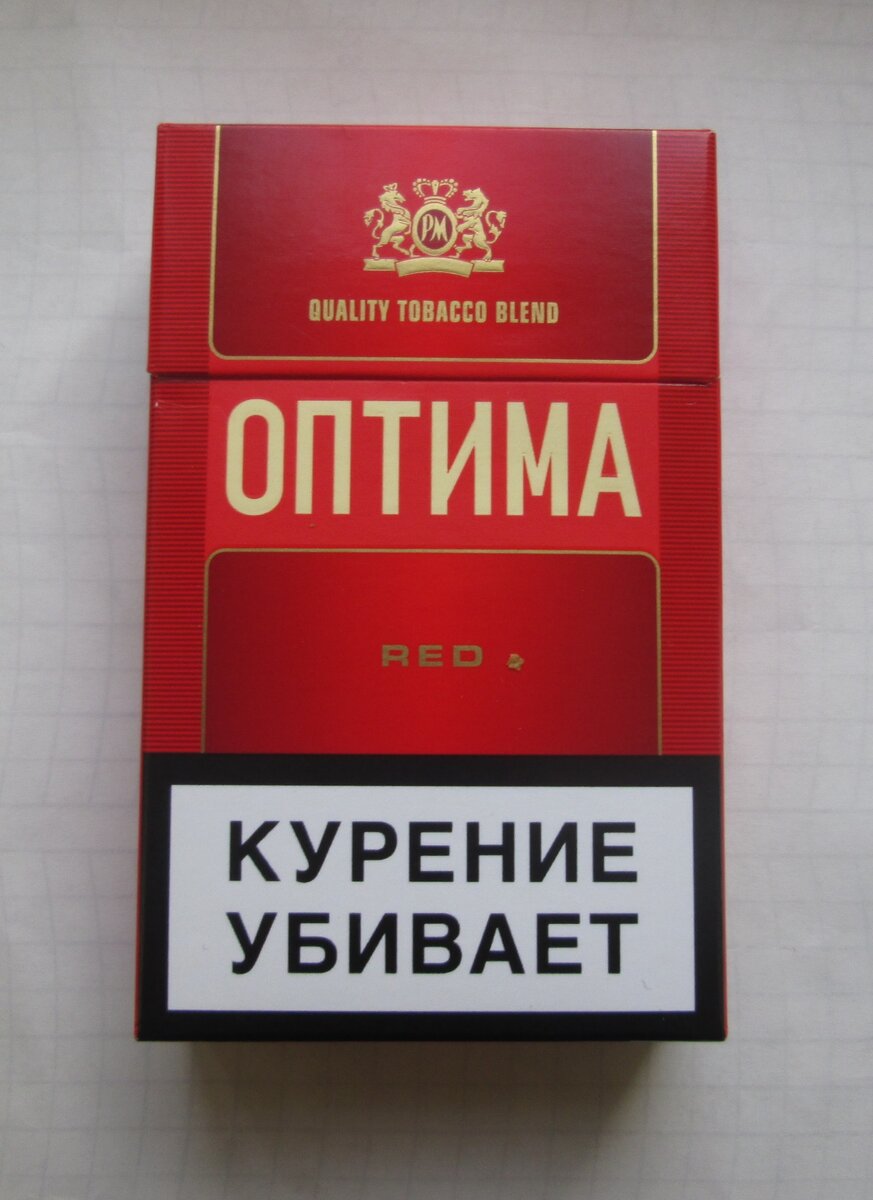 PM
QUALITY TOBACCO BLEND
ОПТИМА
RED
КУРЕНИЕ
УБИВАЕТ